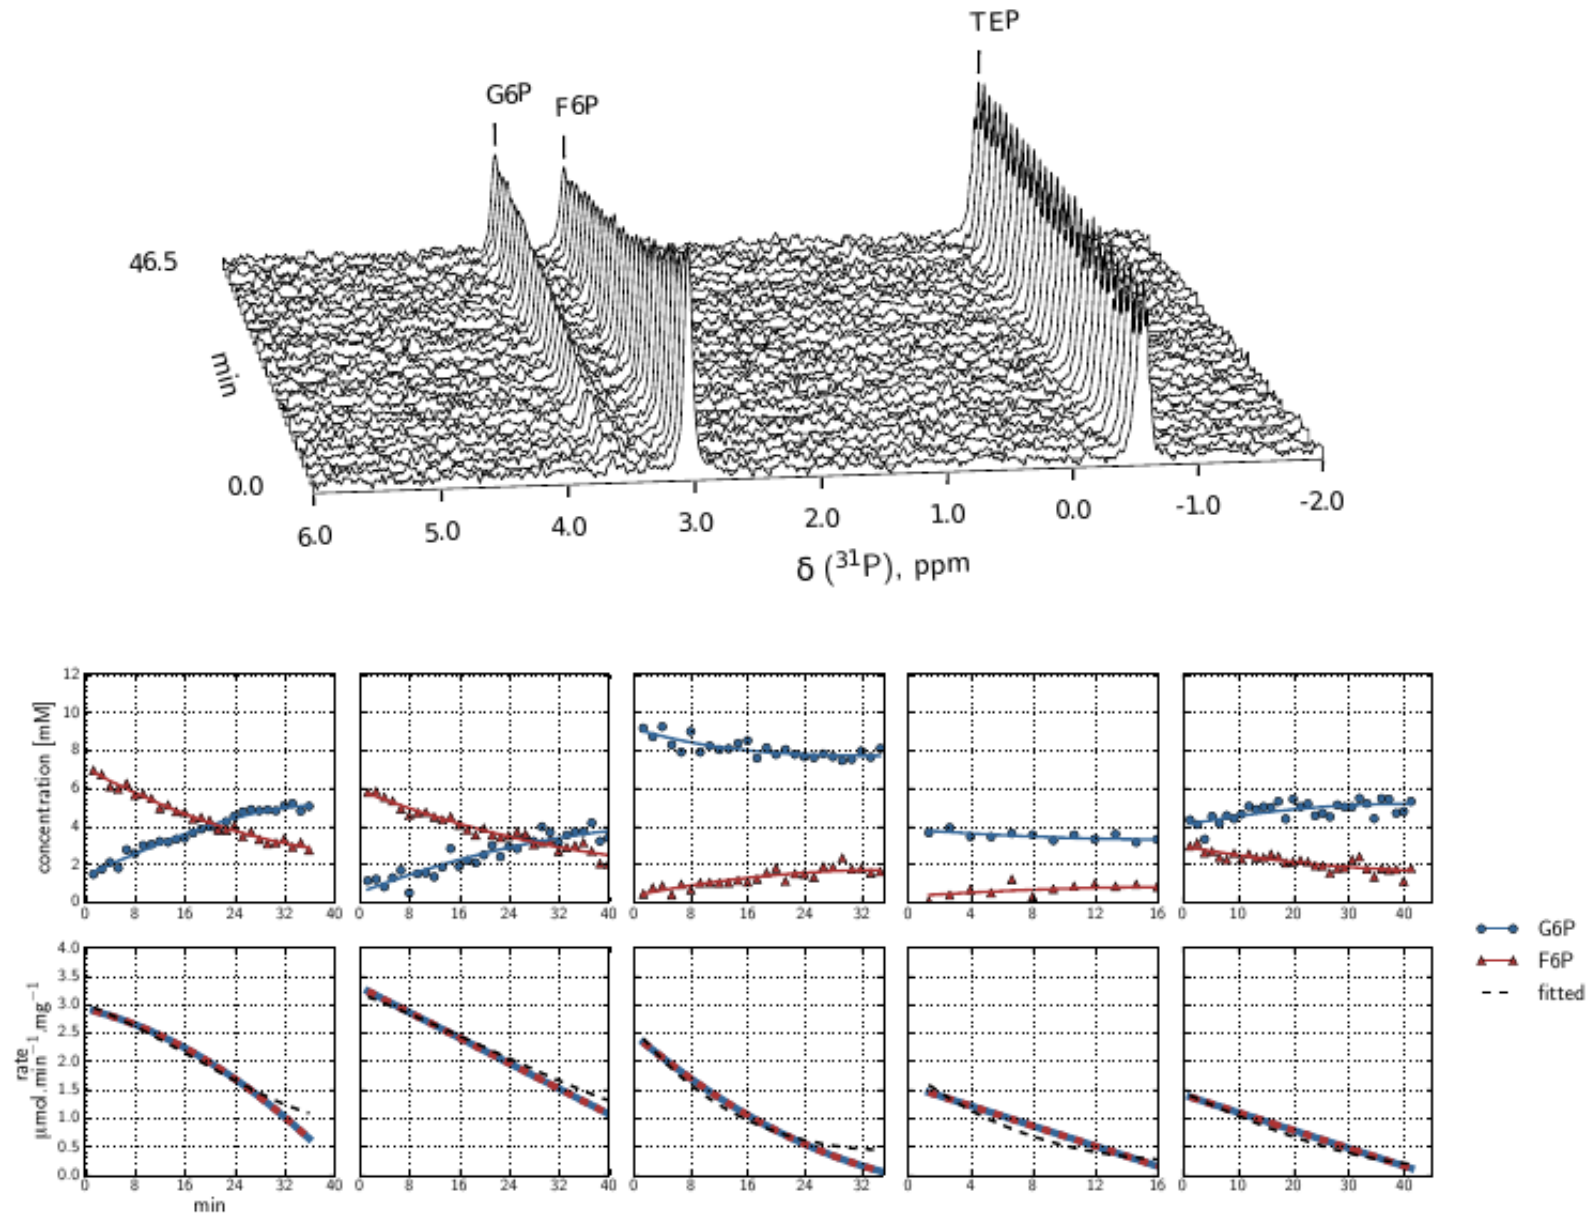 TEP
G6P
F6P
46.5
min
0.0
6.0 5.0 4.0 3.0 2.0 1.0 0.0 -1.0 -2.0
δ (³¹P), ppm
12
10
8
6
4
2
0
concentration [mM]
0 8 16 24 32 40
0 8 16 24 32 40
0 8 16 24 32
0 4 8 12 16
0 10 20 30 40
G6P
F6P
fitted
4.0
3.5
3.0
2.5
2.0
1.5
1.0
0.5
0.0
rate
μmol.min⁻¹.mg⁻¹
0 8 16 24 32 40
0 8 16 24 32 40
0 8 16 24 32
0 4 8 12 16
0 10 20 30 40
min